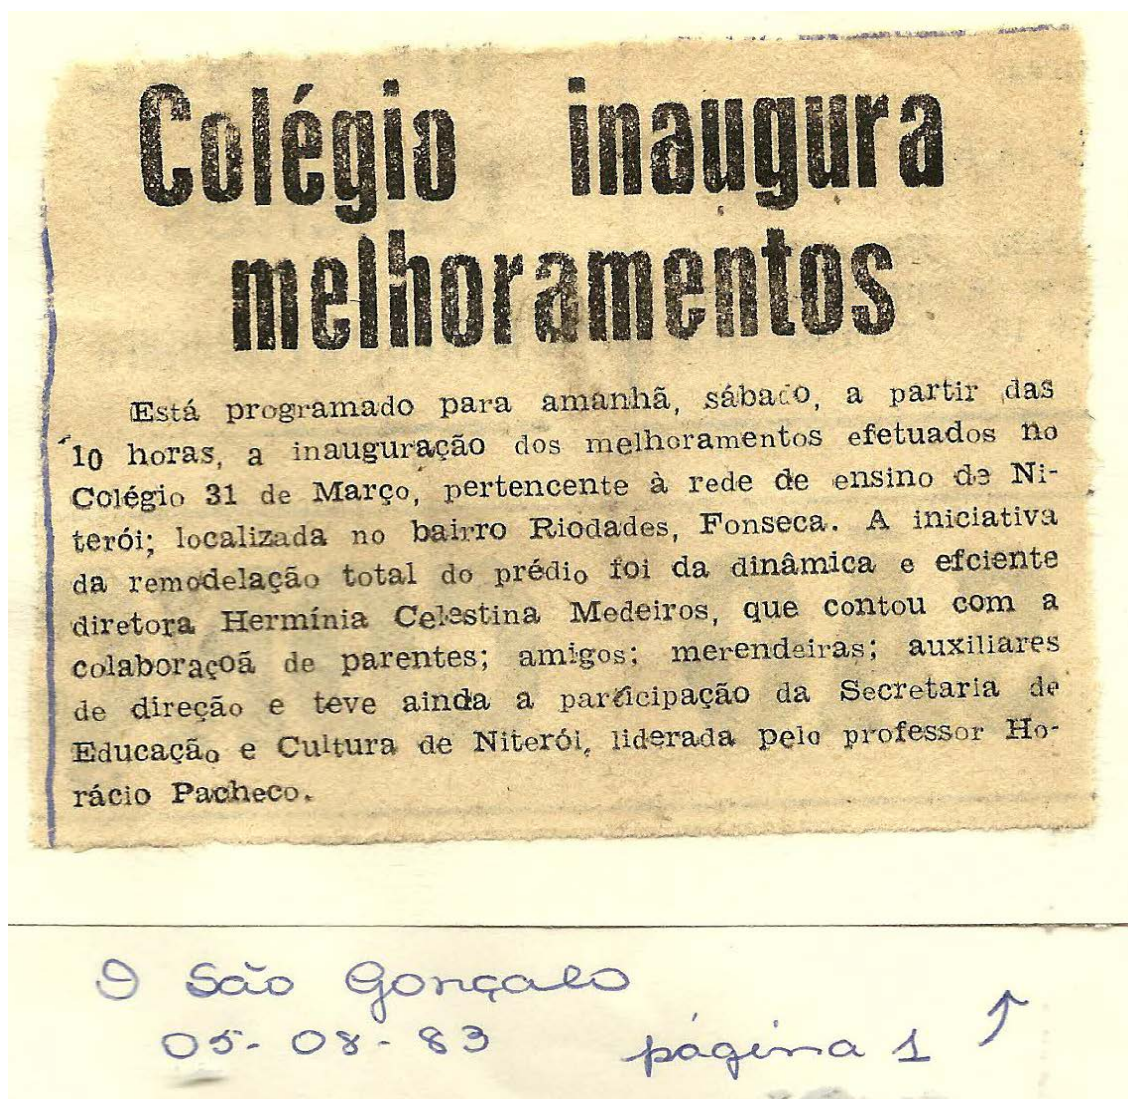 Colégio inaugura
melhoramentos
Está programado para amanhã, sábado, a partir das
10 horas, a inauguração dos melhoramentos efetuados no
Colégio 31 de Março, pertencente à rede de ensino de Ni-
terói; localizada no bairro Riodades, Fonseca. A iniciativa
da remodelação total do prédio foi da dinâmica e efciente
diretora Hermínia Celestina Medeiros, que contou com a
colaboraçoã de parentes; amigos; merendeiras; auxiliares
de direção e teve ainda a participação da Secretaria de
Educação e Cultura de Niterói, liderada pelo professor Ho-
rácio Pacheco.
O São Gonçalo
05-08-83 página 1 ↑